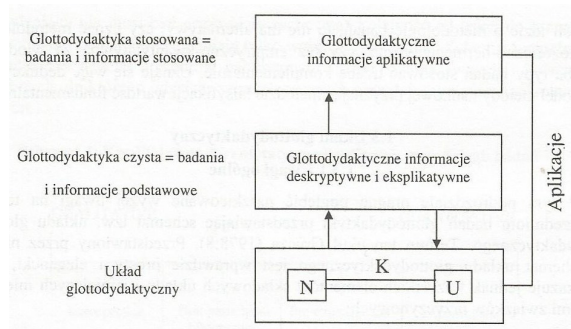 Glottodydaktyka stosowana =
badania i informacje stosowane
Glottodydaktyczne
informacje aplikatywne
Glottodydaktyka czysta = badania
i informacje podstawowe
Glottodydaktyczne informacje
deskryptywne i eksplikatywne
Aplikacje
Układ
glottodydaktyczny
K
N
U